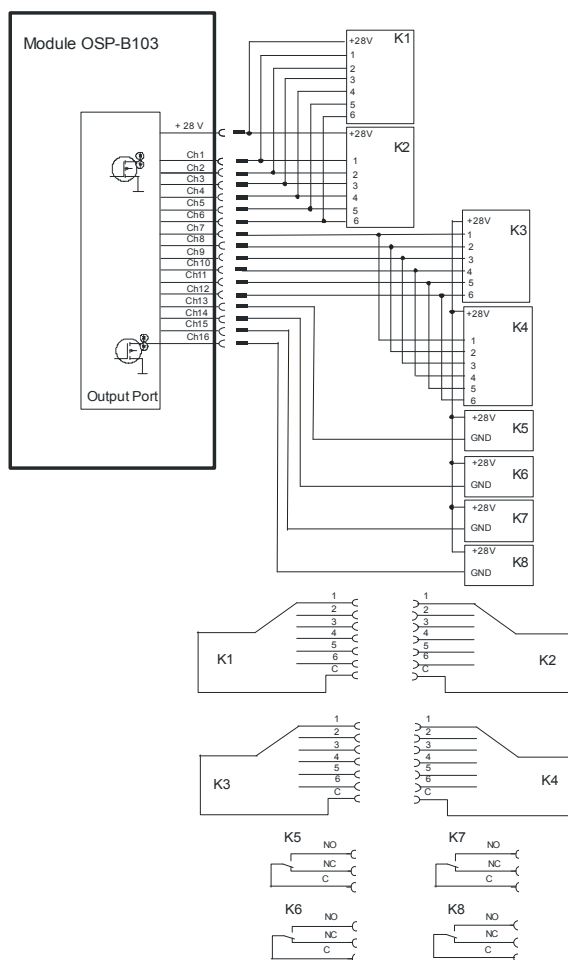 Module OSP-B103
+ 28 V
Ch1
Ch2
Ch3
Ch4
Ch5
Ch6
Ch7
Ch8
Ch9
Ch10
Ch11
Ch12
Ch13
Ch14
Ch15
Ch16
Output Port
+28V K1
1
2
3
4
5
6
+28V
K2
1
2
3
4
5
6
+28V
K3
1
2
3
4
5
6
+28V
K4
1
2
3
4
5
6
+28V K5
GND
+28V
K6
GND
+28V
K7
GND
+28V
K8
GND
1
2
3
4
5
6
C
K1
1
2
3
4
5
6
C
K2
1
2
3
4
5
6
C
K3
1
2
3
4
5
6
C
K4
K5
NO
NC
C
K7
NO
NC
C
K6
NO
NC
C
K8
NO
NC
C